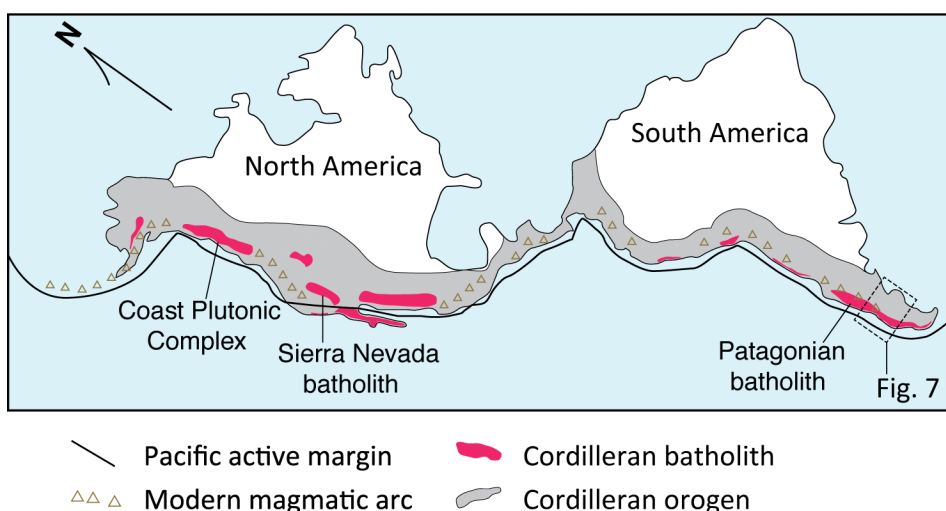 N
North America
South America
Coast Plutonic
Complex
Sierra Nevada
batholith
Patagonian
batholith
Fig. 7
Pacific active margin
Cordilleran batholith
Modern magmatic arc
Cordilleran orogen